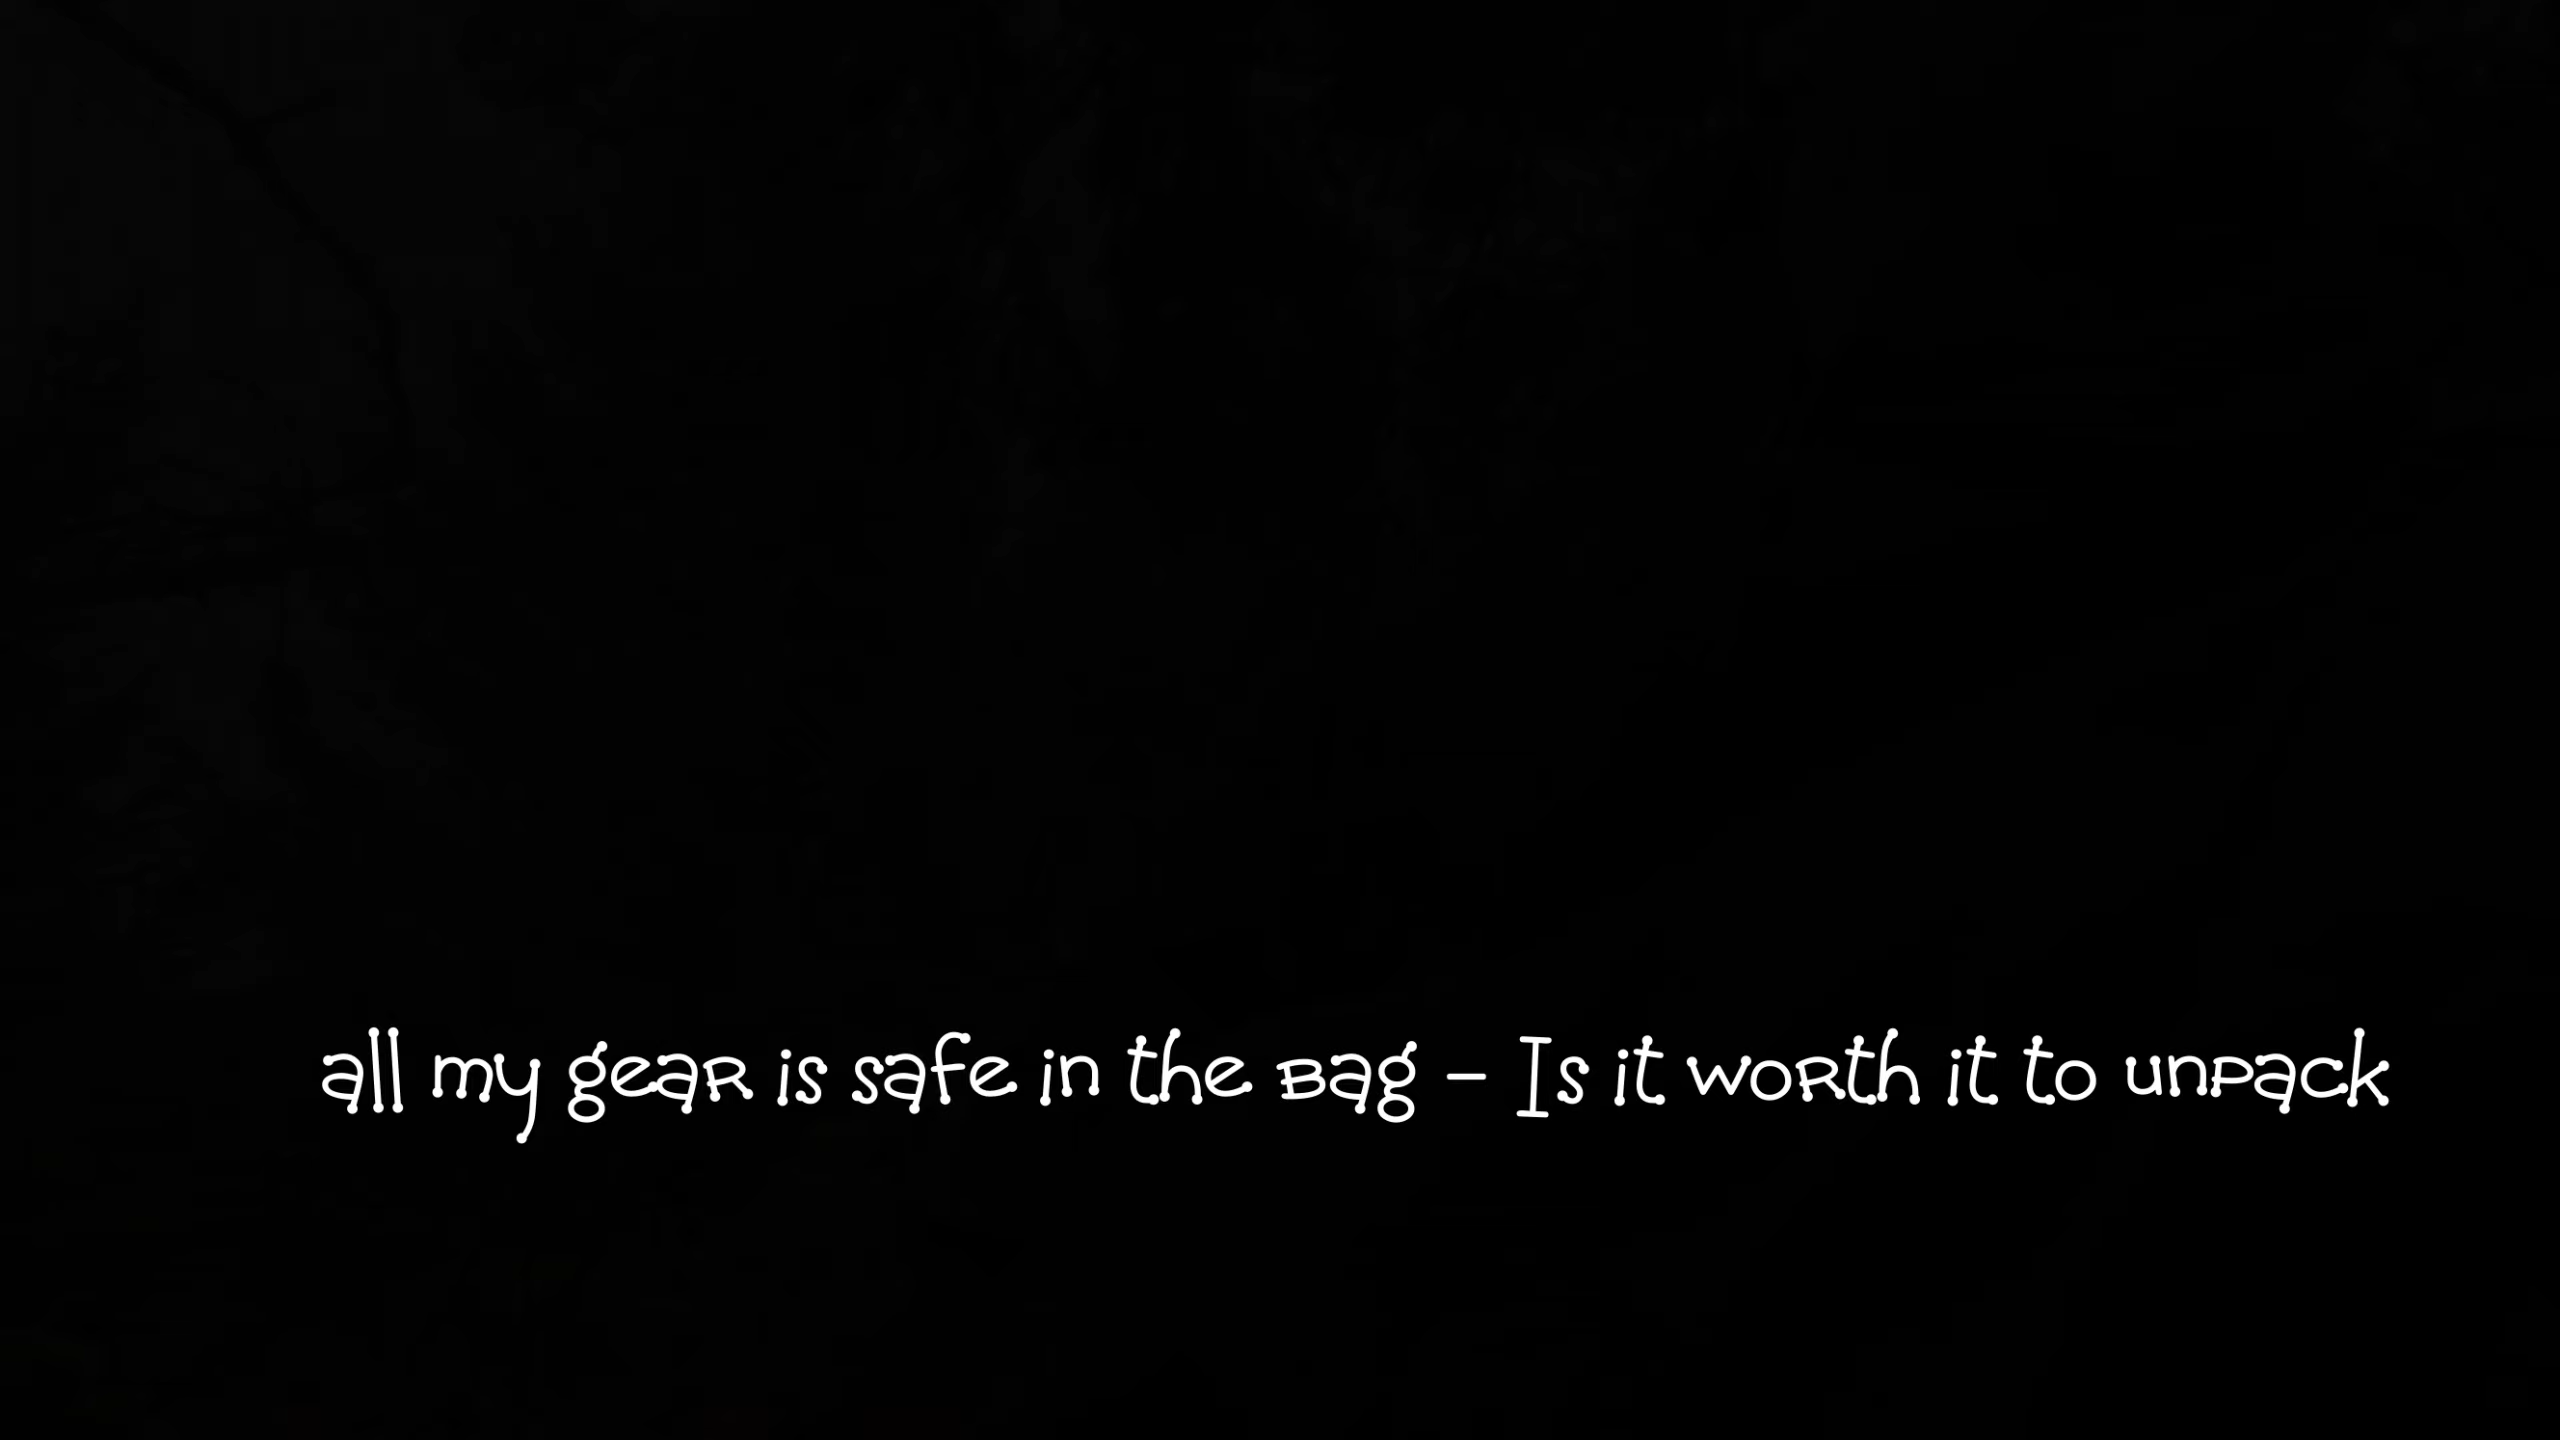 all my gear is safe in the bag – Is it worth it to unpack